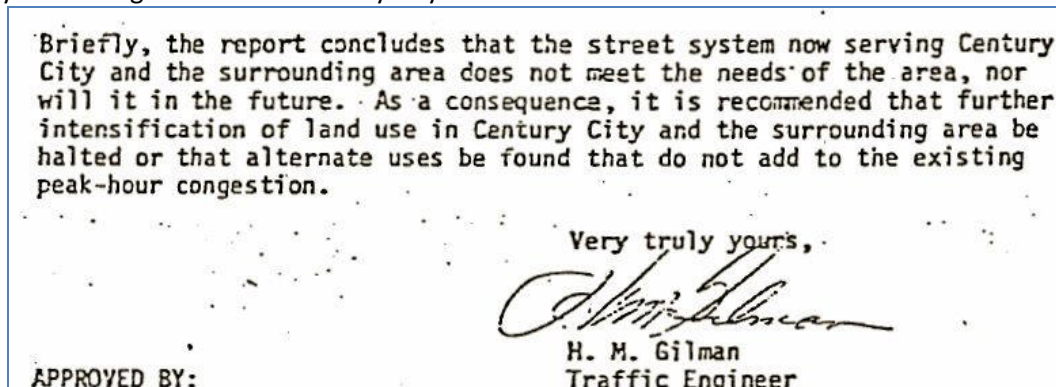 Briefly, the report concludes that the street system now serving Century
City and the surrounding area does not meet the needs of the area, nor
will it in the future. As a consequence, it is recommended that further
intensification of land use in Century City and the surrounding area be
halted or that alternate uses be found that do not add to the existing
peak-hour congestion.
Very truly yours,
H. M. Gilman
H. M. Gilman
APPROVED BY:
Traffic Engineer